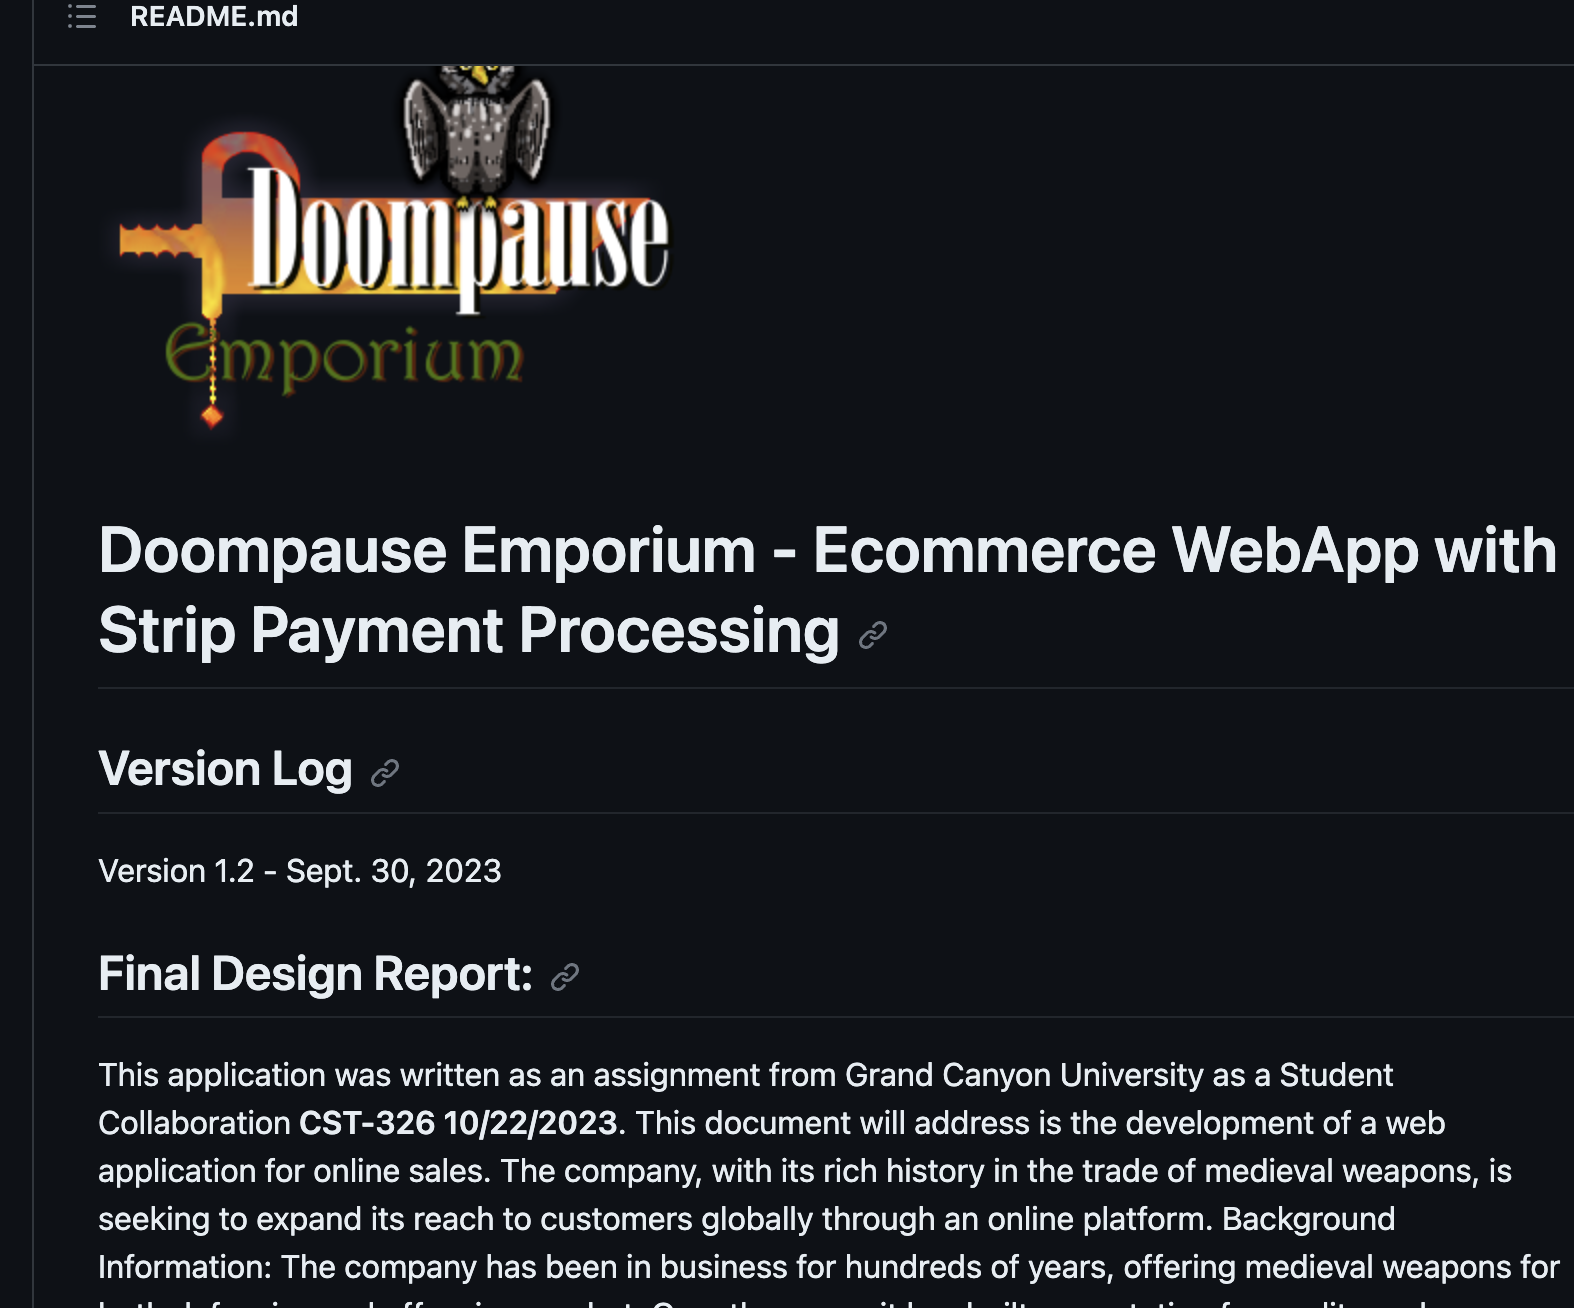 README.md
Doompause
Emporium
Doompause Emporium - Ecommerce WebApp with
Strip Payment Processing
Version Log
Version 1.2 - Sept. 30, 2023
Final Design Report:
This application was written as an assignment from Grand Canyon University as a Student
Collaboration CST-326 10/22/2023. This document will address is the development of a web
application for online sales. The company, with its rich history in the trade of medieval weapons, is
seeking to expand its reach to customers globally through an online platform. Background
Information: The company has been in business for hundreds of years, offering medieval weapons for